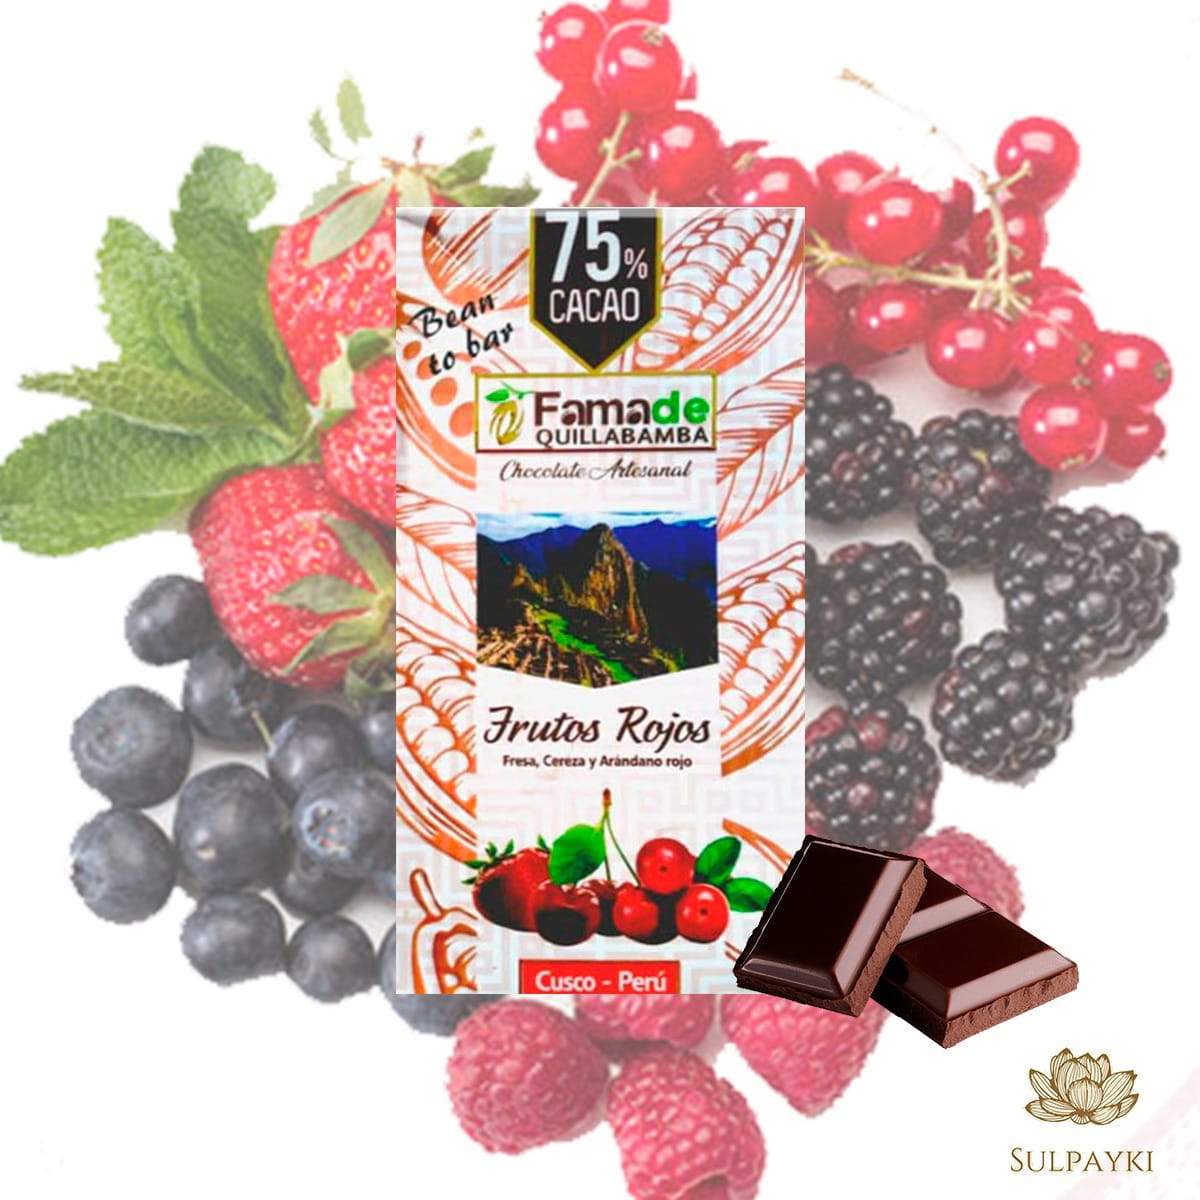 75%
CACAO
Bean
to bar
Famade
QUILLABAMBA
Chocolate Artesanal
Frutos Rojos
Fresa, Cereza y Arándano rojo
Cusco - Perú
SULPAYKI